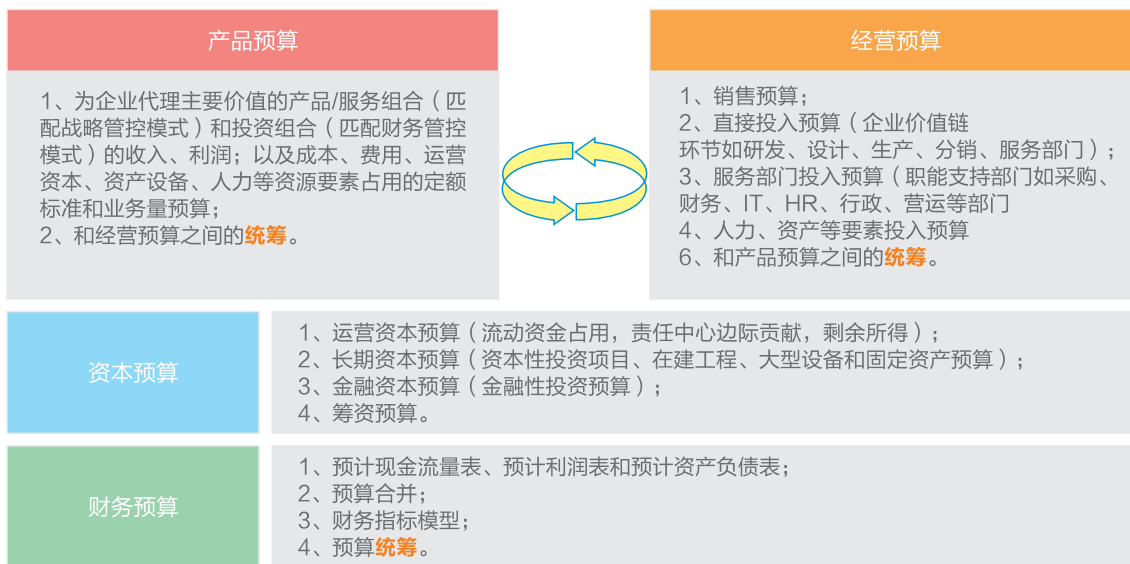 产品预算
1、为企业代理主要价值的产品/服务组合（匹
配战略管控模式）和投资组合（匹配财务管控
模式）的收入、利润；以及成本、费用、运营
资本、资产设备、人力等资源要素占用的定额
标准和业务量预算；
2、和经营预算之间的统筹。
经营预算
1、销售预算；
2、直接投入预算（企业价值链
环节如研发、设计、生产、分销、服务部门）；
3、服务部门投入预算（职能支持部门如采购、
财务、IT、HR、行政、营运等部门
4、人力、资产等要素投入预算
6、和产品预算之间的统筹。
资本预算
1、运营资本预算（流动资金占用，责任中心边际贡献，剩余所得）；
2、长期资本预算（资本性投资项目、在建工程、大型设备和固定资产预算）；
3、金融资本预算（金融性投资预算）；
4、筹资预算。
财务预算
1、预计现金流量表、预计利润表和预计资产负债表；
2、预算合并；
3、财务指标模型；
4、预算统筹。